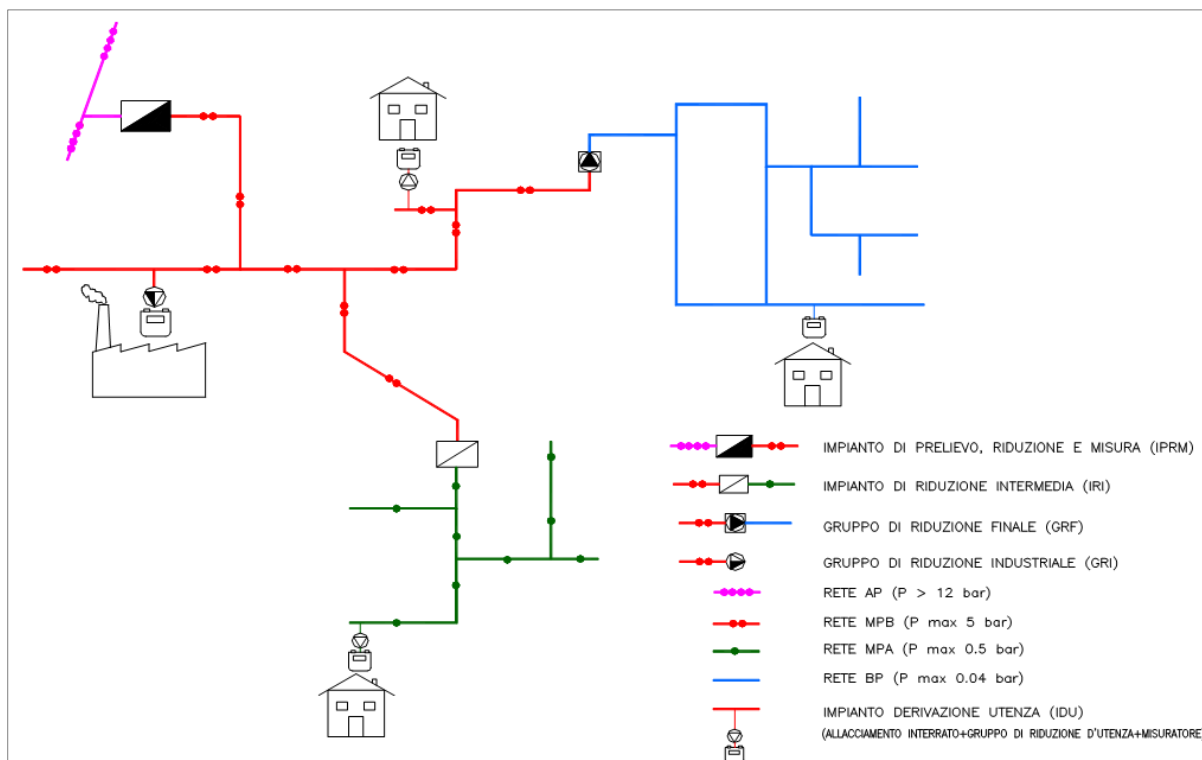 IMPIANTO DI PRELIEVO, RIDUZIONE E MISURA (IPRM)
IMPIANTO DI RIDUZIONE INTERMEDIA (IRI)
GRUPPO DI RIDUZIONE FINALE (GRF)
GRUPPO DI RIDUZIONE INDUSTRIALE (GRI)
RETE AP (P > 12 bar)
RETE MPB (P max 5 bar)
RETE MPA (P max 0.5 bar)
RETE BP (P max 0.04 bar)
IMPIANTO DERIVAZIONE UTENZA (IDU)
(ALLACCIAMENTO INTERRATO+GRUPPO DI RIDUZIONE D'UTENZA+MISURATORE